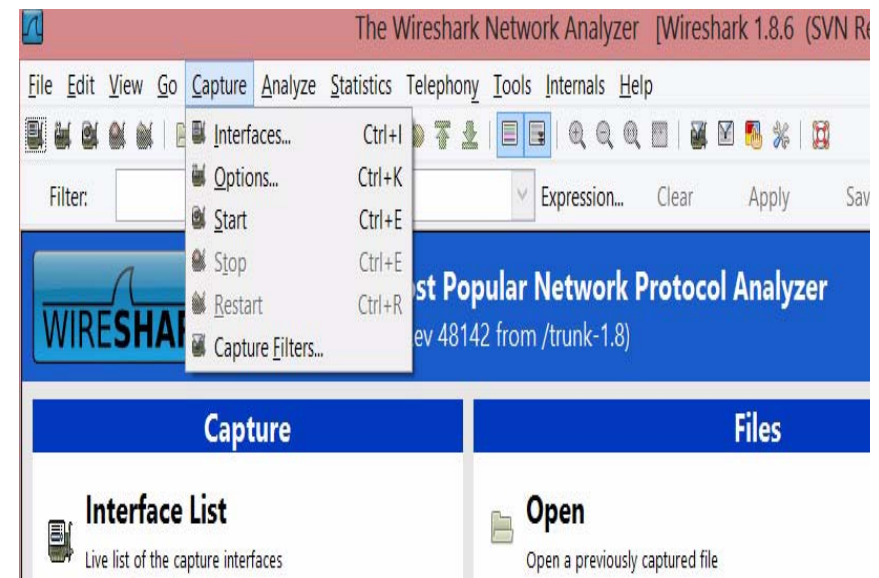 The Wireshark Network Analyzer [Wireshark 1.8.6 (SVN Re
File Edit View Go Capture Analyze Statistics Telephony Tools Internals Help
Interfaces... Ctrl+I
Filter:
Options... Ctrl+K
Expression... Clear Apply Sav
Start Ctrl+E
Stop Ctrl+E
Restart Ctrl+R
Capture Filters...
WIRESHAR
st Popular Network Protocol Analyzer
ev 48142 from /trunk-1.8)
Capture
Files
Interface List
Live list of the capture interfaces
Open
Open a previously captured file